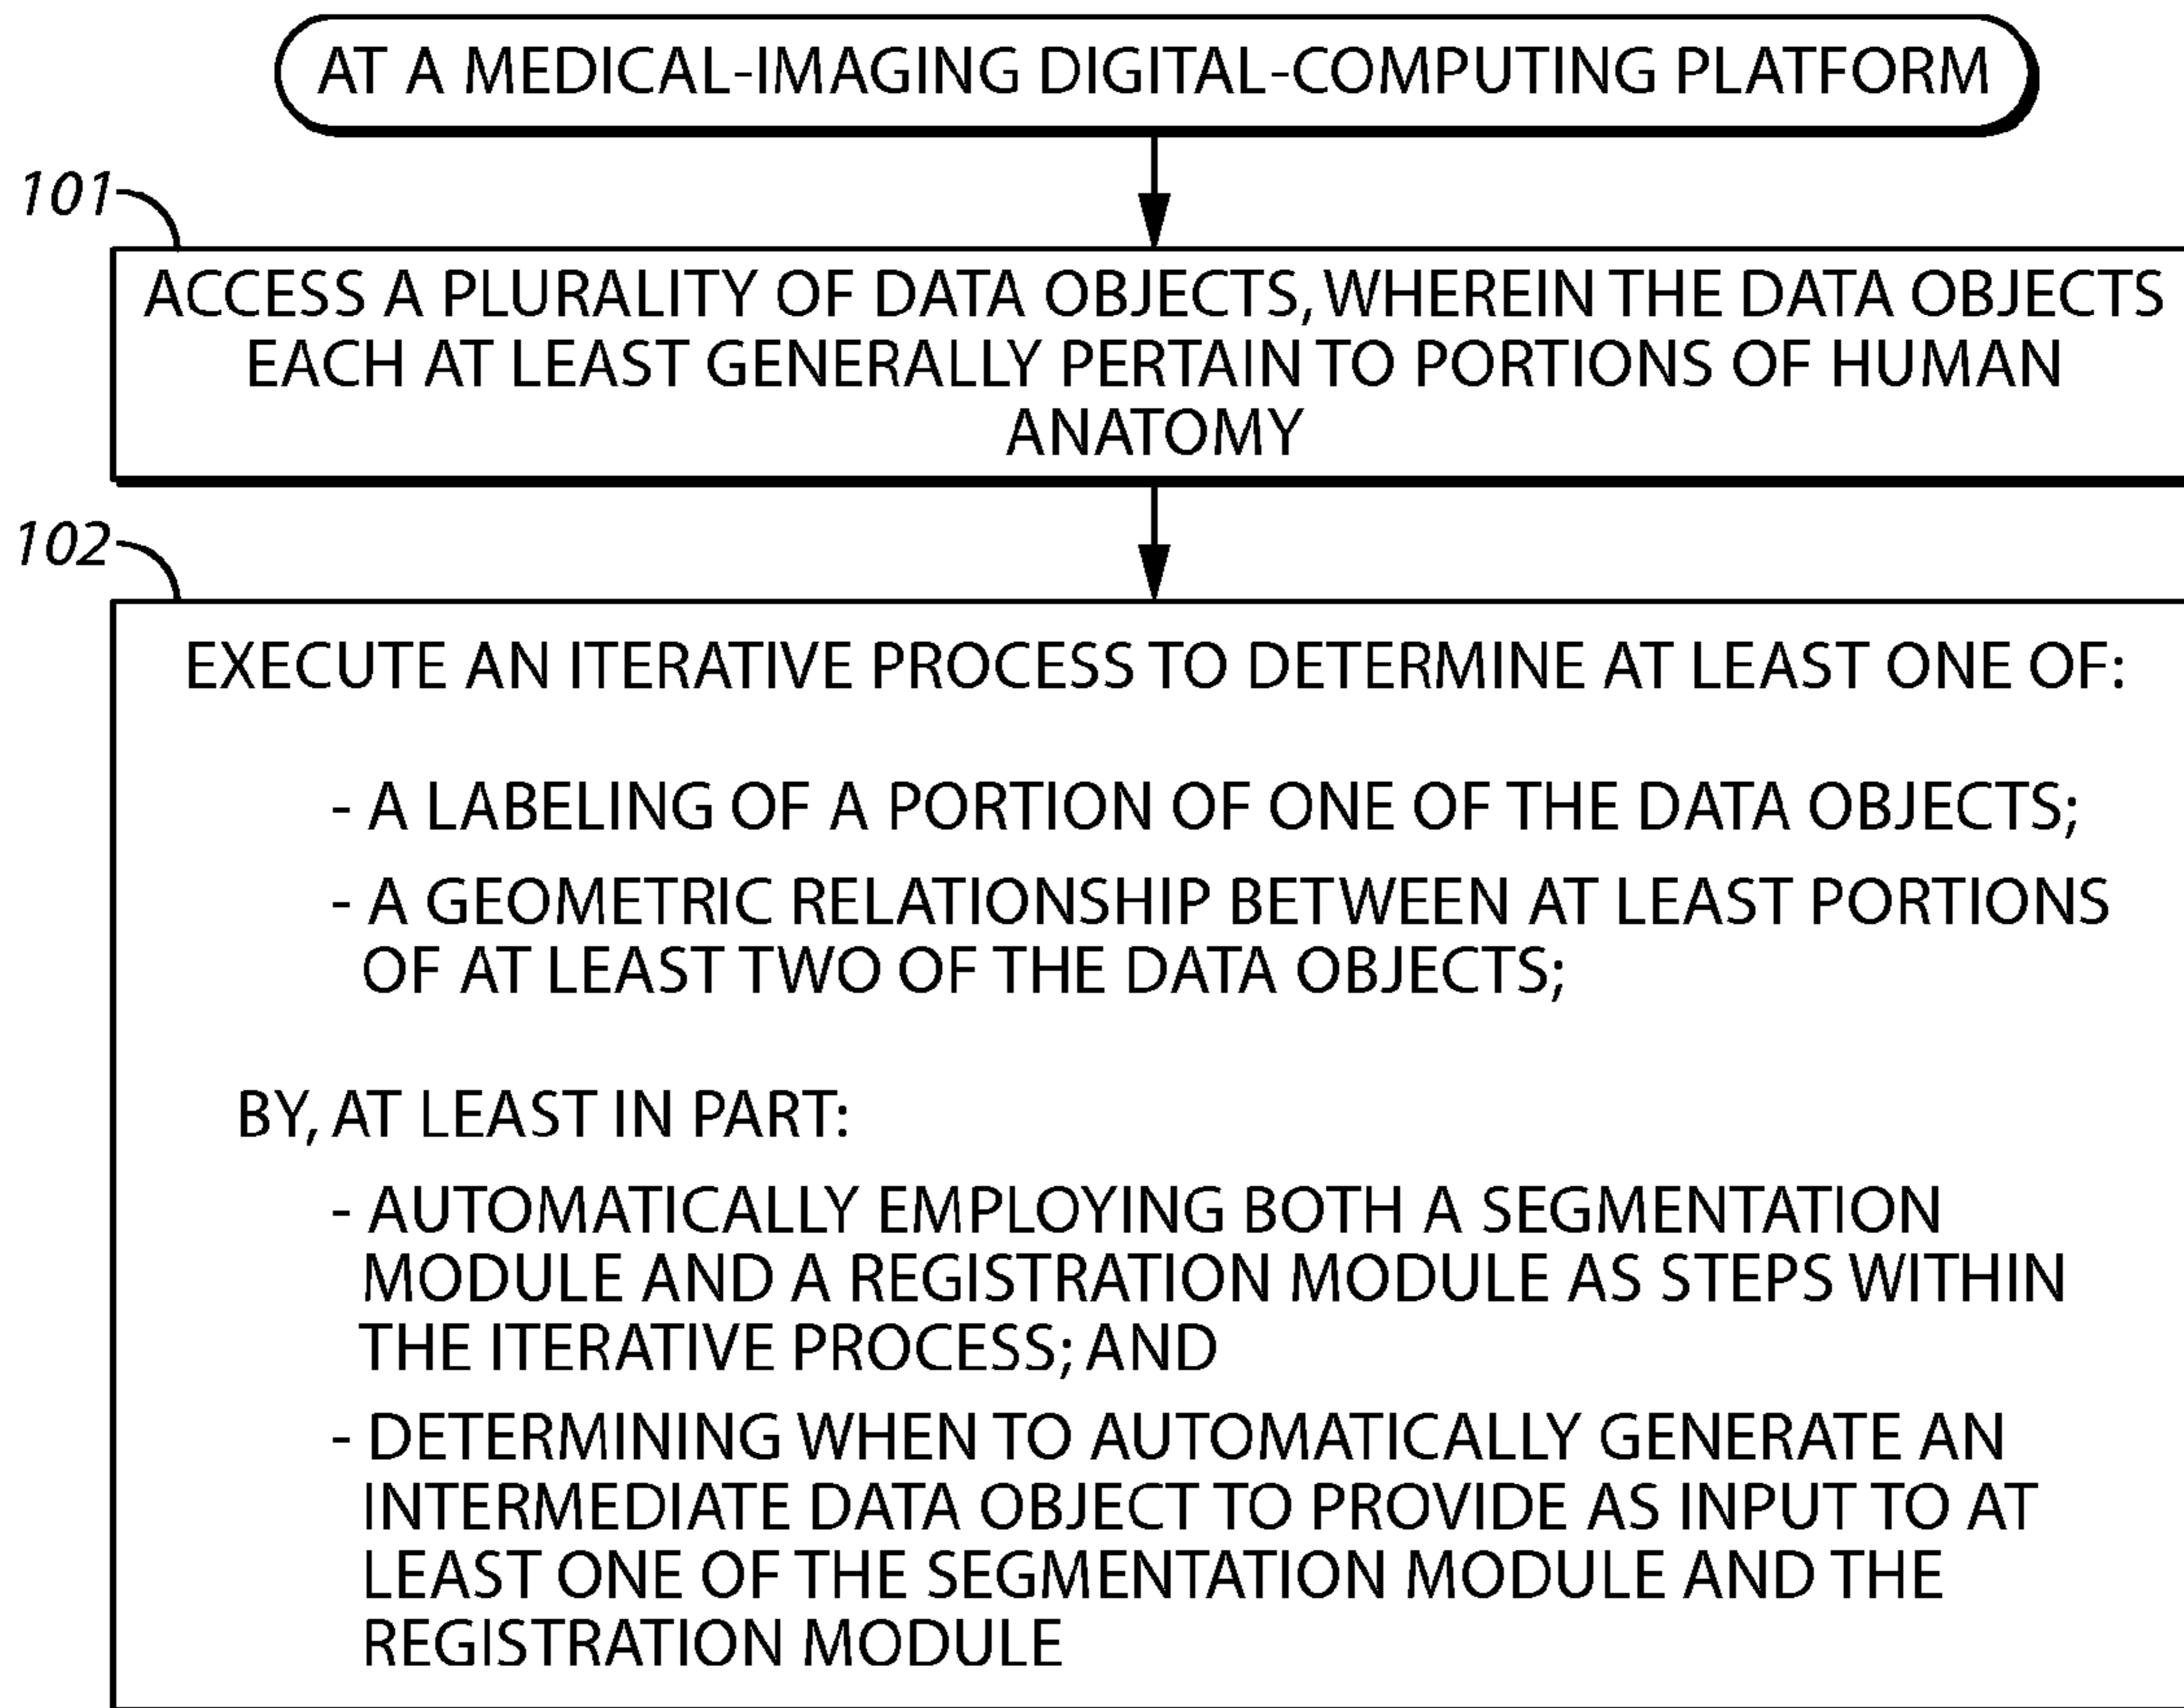 AT A MEDICAL-IMAGING DIGITAL-COMPUTING PLATFORM
101
ACCESS A PLURALITY OF DATA OBJECTS, WHEREIN THE DATA OBJECTS
EACH AT LEAST GENERALLY PERTAIN TO PORTIONS OF HUMAN
ANATOMY
102
EXECUTE AN ITERATIVE PROCESS TO DETERMINE AT LEAST ONE OF:
- A LABELING OF A PORTION OF ONE OF THE DATA OBJECTS;
- A GEOMETRIC RELATIONSHIP BETWEEN AT LEAST PORTIONS
OF AT LEAST TWO OF THE DATA OBJECTS;
BY, AT LEAST IN PART:
- AUTOMATICALLY EMPLOYING BOTH A SEGMENTATION
MODULE AND A REGISTRATION MODULE AS STEPS WITHIN
THE ITERATIVE PROCESS; AND
- DETERMINING WHEN TO AUTOMATICALLY GENERATE AN
INTERMEDIATE DATA OBJECT TO PROVIDE AS INPUT TO AT
LEAST ONE OF THE SEGMENTATION MODULE AND THE
REGISTRATION MODULE